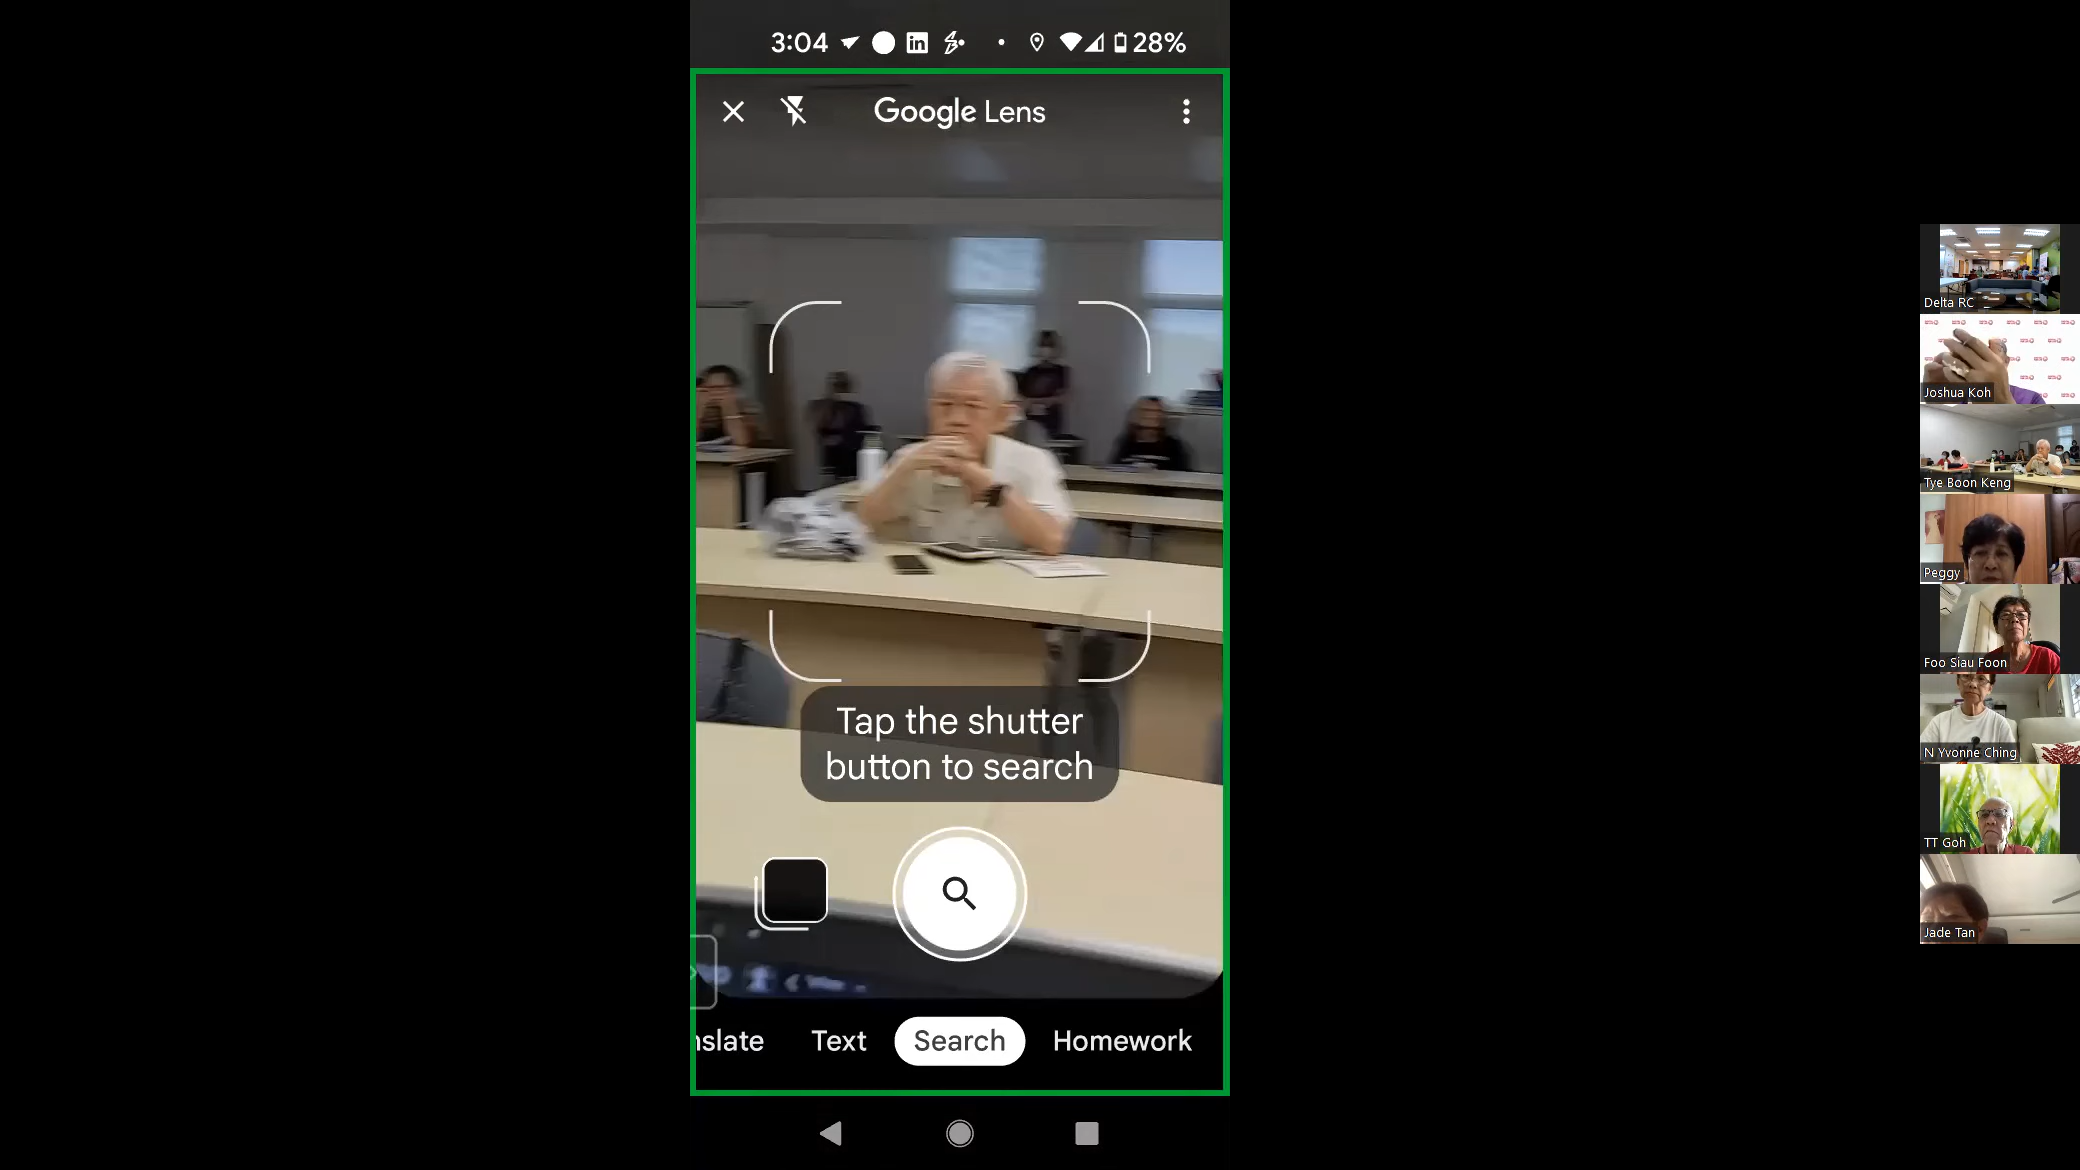 3:04
28%
Google Lens
Tap the shutter
button to search
nslate Text Search Homework
Delta RC
Joshua Koh
Tye Boon Keng
Peggy
Foo Siau Foon
N Yvonne Ching
TT Goh
Jade Tan